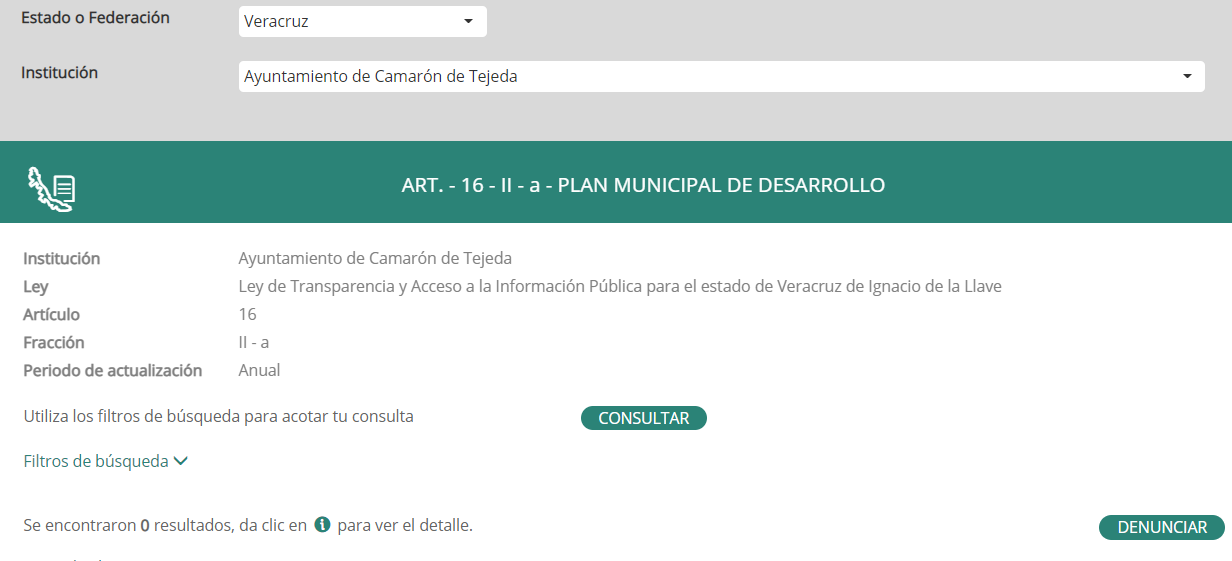 Estado o Federación Veracruz
Institución Ayuntamiento de Camarón de Tejeda
ART. - 16 - II - a - PLAN MUNICIPAL DE DESARROLLO
Institución Ayuntamiento de Camarón de Tejeda
Ley Ley de Transparencia y Acceso a la Información Pública para el estado de Veracruz de Ignacio de la Llave
Artículo 16
Fracción II - a
Periodo de actualización Anual
Utiliza los filtros de búsqueda para acotar tu consulta CONSULTAR
Filtros de búsqueda
Se encontraron 0 resultados, da clic en i para ver el detalle. DENUNCIAR